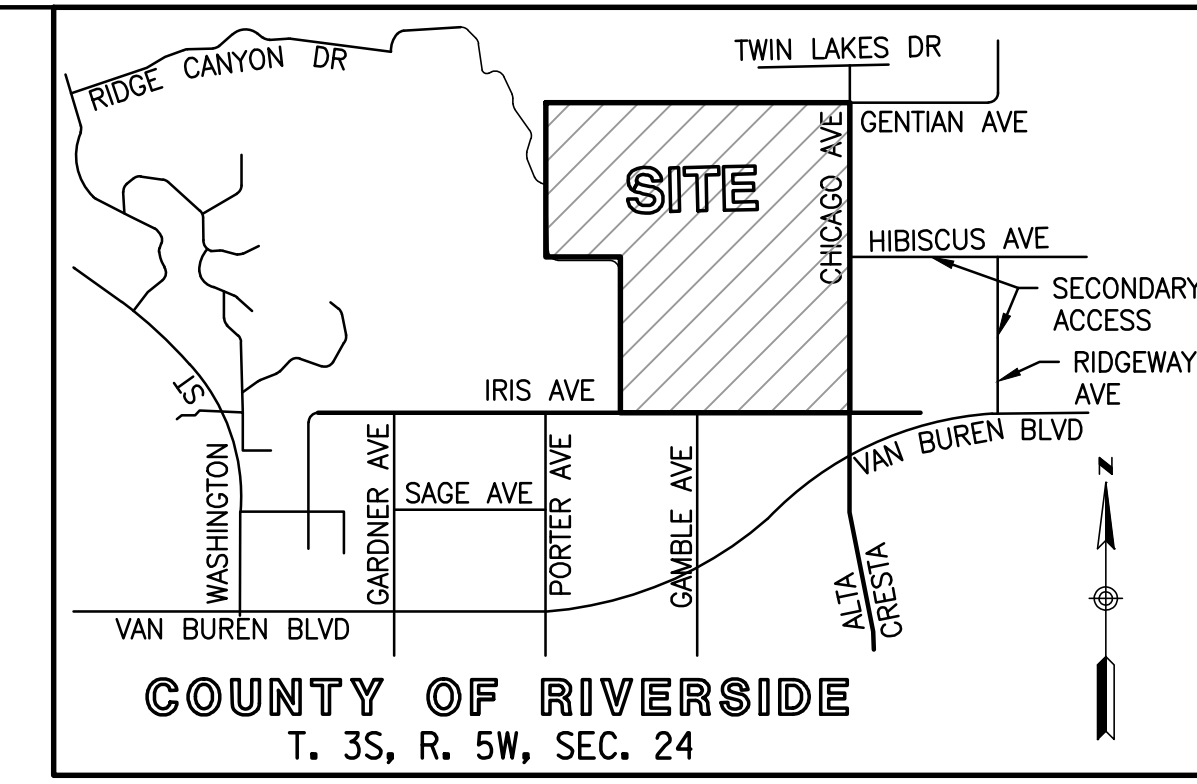 TWIN LAKES DR
RIDGE CANYON DR
GENTIAN AVE
SITE
CHICAGO AVE
HIBISCUS AVE
SECONDARY
ACCESS
RIDGEWAY
AVE
IRIS AVE
WASHINGTON ST
GARDNER AVE
SAGE AVE
PORTER AVE
GAMBLE AVE
VAN BUREN BLVD
ALTA
CRESTA
VAN BUREN BLVD
N
COUNTY OF RIVERSIDE
T. 3S, R. 5W, SEC. 24